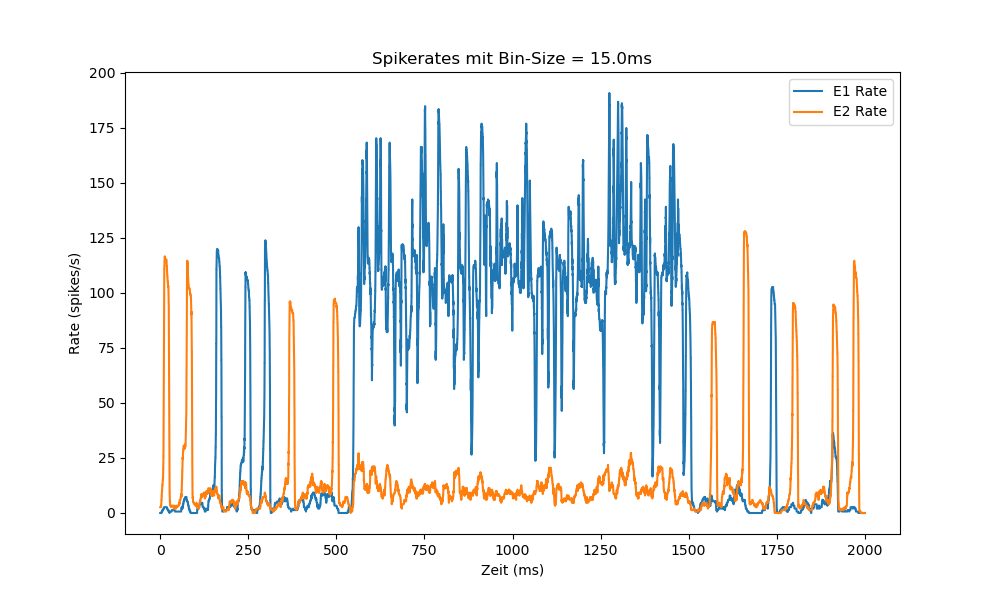 Spikerates mit Bin-Size = 15.0ms
E1 Rate
E2 Rate
Rate (spikes/s)
200
175
150
125
100
75
50
25
0
0 250 500 750 1000 1250 1500 1750 2000
Zeit (ms)